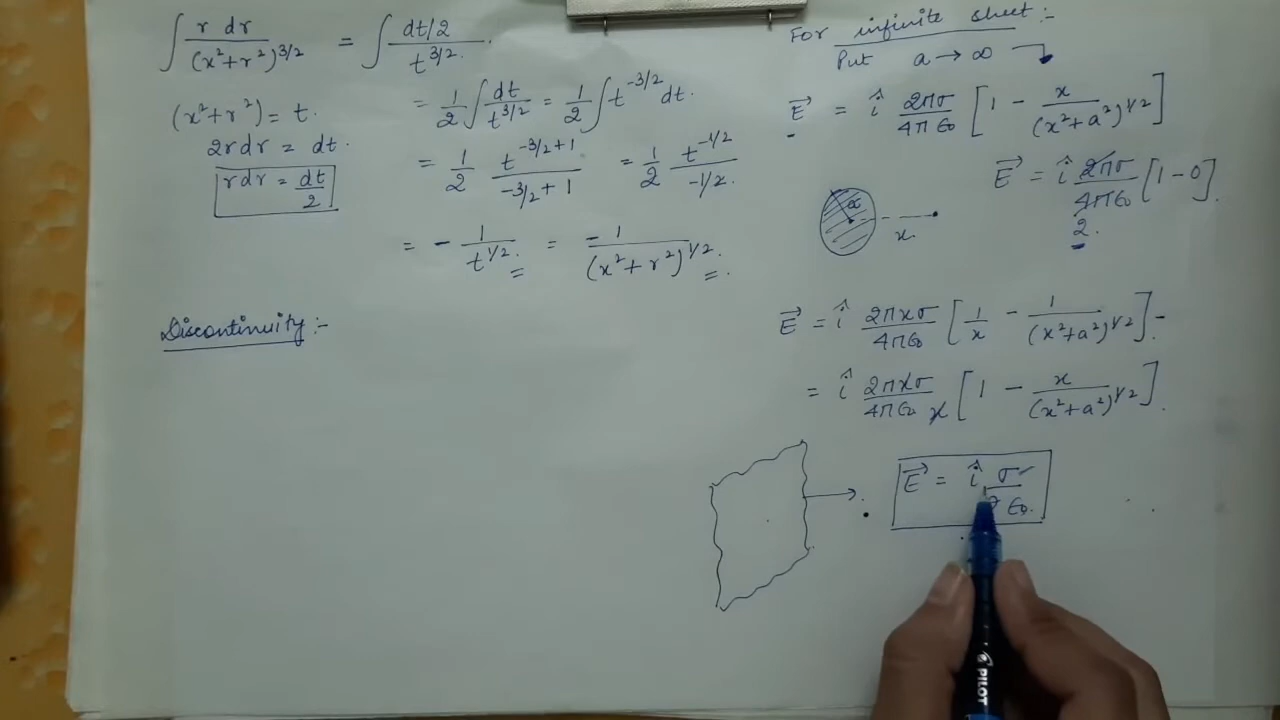 ∫ r dr / (x²+r²)^3/2 = ∫ dt/2 / t^3/2.
(x²+r²) = t.
2rdr = dt.
rdr = dt/2
= 1/2 ∫ dt/t^3/2 = 1/2 ∫ t^-3/2 dt.
= 1/2 t^-3/2+1 / -3/2+1 = 1/2 t^-1/2 / -1/2.
= - 1/t^1/2. = -1/(x²+r²)^1/2.
Discontinuity:-
For infinite sheet:-
Put a→∞
E⃗ = î 2πσ/4πε₀ [1 - x/(x²+a²)^1/2]
E⃗ = î 2πσ/4πε₀ [1-0].
2.
a
x.
E⃗ = î 2πxσ/4πε₀ [1/x - 1/(x²+a²)^1/2].
= î 2πxσ/4πε₀ x [1 - x/(x²+a²)^1/2].
E⃗ = î σ/2ε₀.
PILOT